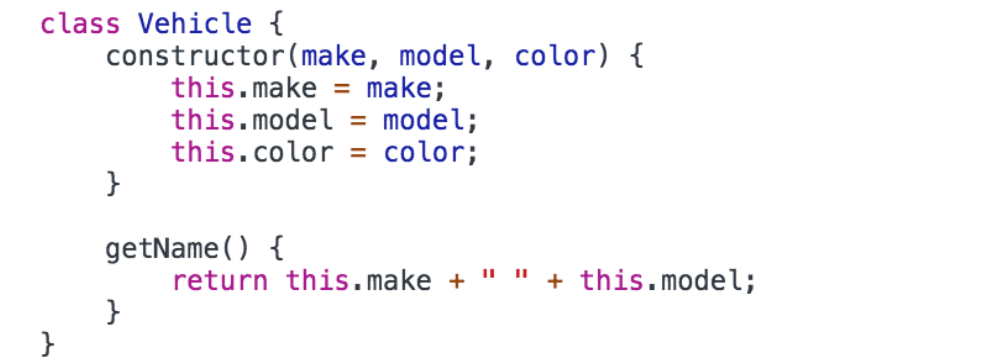 class Vehicle {
    constructor(make, model, color) {
        this.make = make;
        this.model = model;
        this.color = color;
    }

    getName() {
        return this.make + " " + this.model;
    }
}